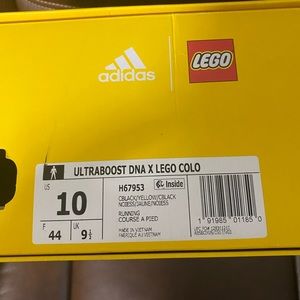 adidas
LEGO
ULTRABOOST DNA X LEGO COLO
US
10
H67953
Inside
CBLACK/YELLOW/CBLACK
NOIESS/JAUNE/NOIESS
RUNNING
COURSE A PIED
F
44
UK
9½
MADE IN VIETNAM
FABRIQUE AU VIETNAM
1 91985 01185 0